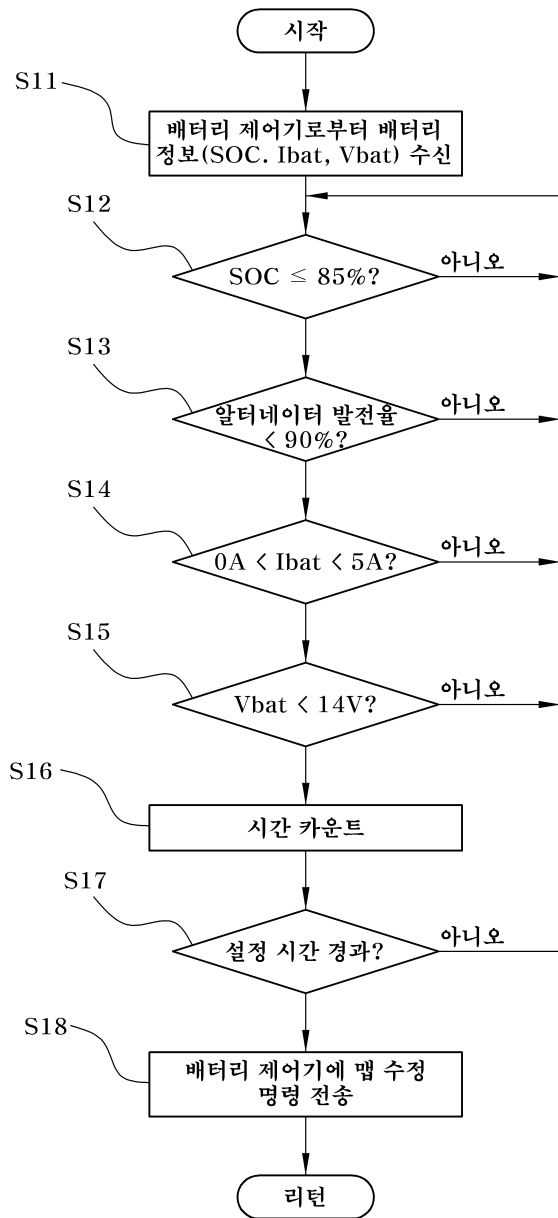 시작
S11
배터리 제어기로부터 배터리
정보(SOC. Ibat, Vbat) 수신
S12
SOC ≤ 85%?
아니오
S13
알터네이터 발전율
< 90%?
아니오
S14
0A < Ibat < 5A?
아니오
S15
Vbat < 14V?
아니오
S16
시간 카운트
S17
설정 시간 경과?
아니오
S18
배터리 제어기에 맵 수정
명령 전송
리턴